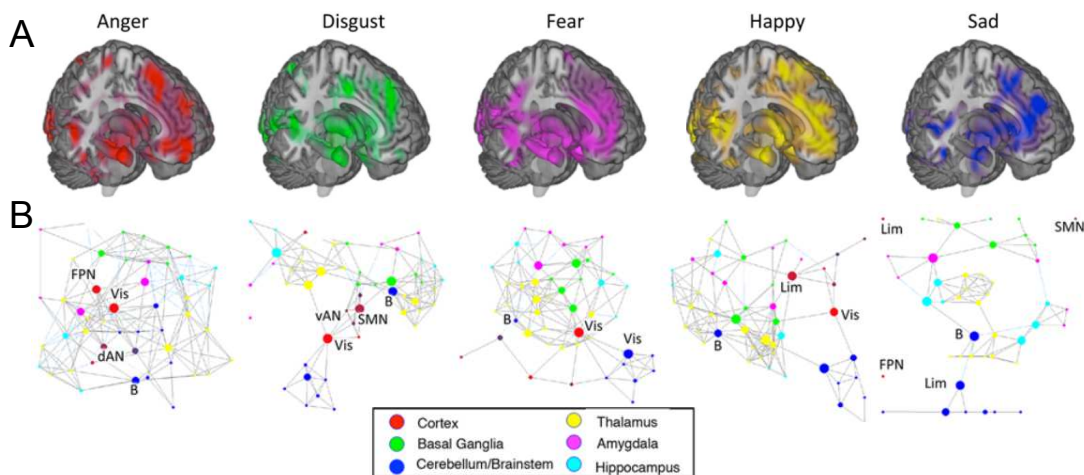 Anger Disgust Fear Happy Sad
A
B
Lim SMN
FPN
Vis
dAN
B
vAN SMN
B
Vis
B Vis
Vis
Lim
Vis
B
B
FPN
Lim
Cortex Thalamus
Basal Ganglia Amygdala
Cerebellum/Brainstem Hippocampus